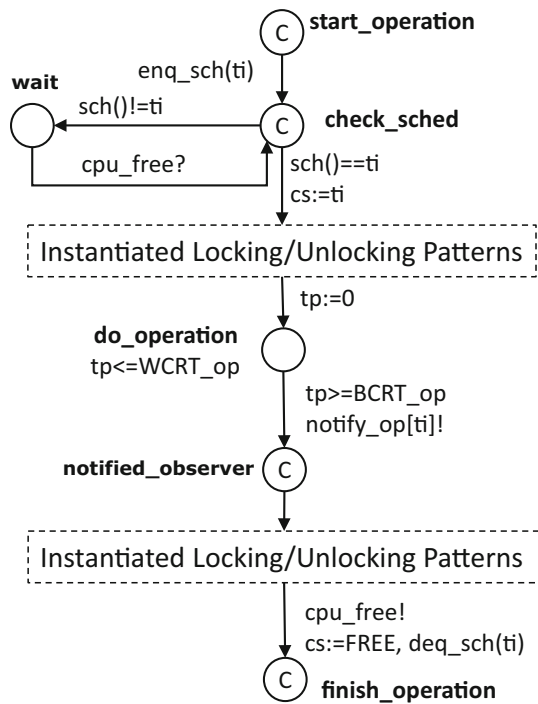 C
start_operation
enq_sch(ti)
wait
sch()!=ti
C
check_sched
cpu_free?
sch()==ti
cs:=ti
Instantiated Locking/Unlocking Patterns
tp:=0
do_operation
tp<=WCRT_op
tp>=BCRT_op
notify_op[ti]!
notified_observer
C
Instantiated Locking/Unlocking Patterns
cpu_free!
cs:=FREE, deq_sch(ti)
C
finish_operation